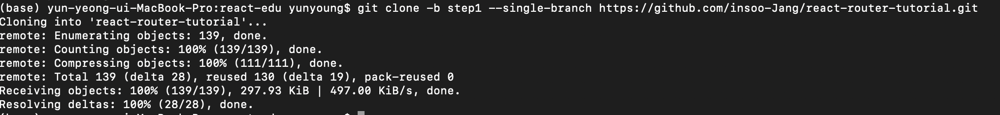 (base) yun-yeong-ui-MacBook-Pro:react-edu yunyoung$ git clone -b step1 --single-branch https://github.com/insoo-Jang/react-router-tutorial.git
Cloning into 'react-router-tutorial'...
remote: Enumerating objects: 139, done.
remote: Counting objects: 100% (139/139), done.
remote: Compressing objects: 100% (111/111), done.
remote: Total 139 (delta 28), reused 130 (delta 19), pack-reused 0
Receiving objects: 100% (139/139), 297.93 KiB | 497.00 KiB/s, done.
Resolving deltas: 100% (28/28), done.